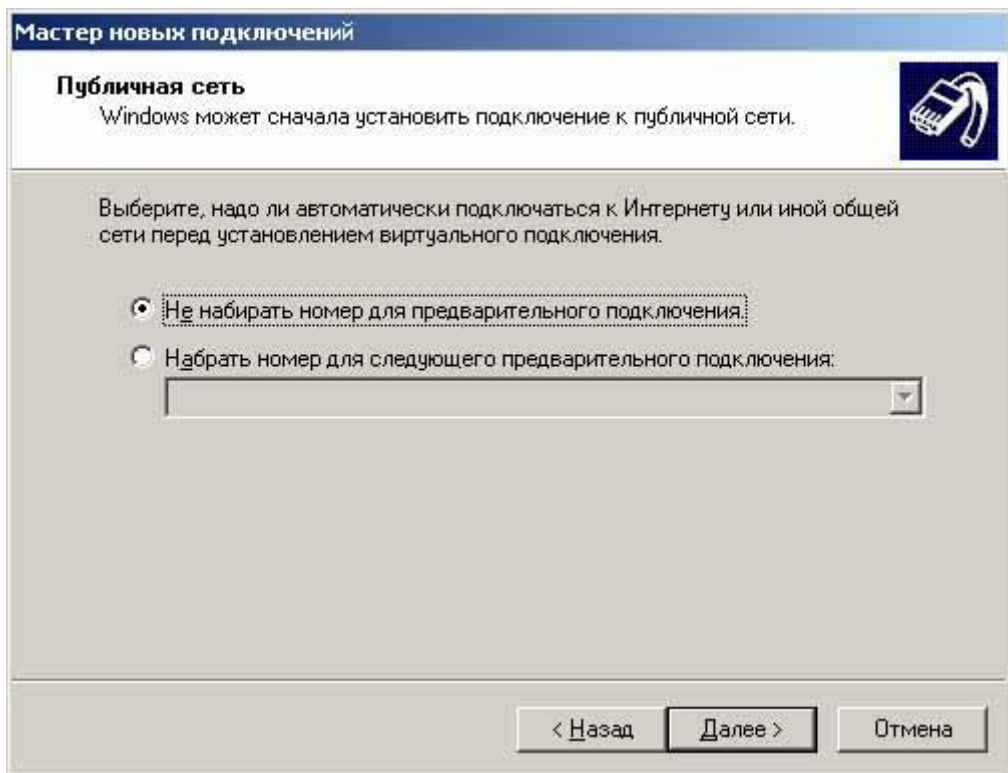 Мастер новых подключений
Публичная сеть
Windows может сначала установить подключение к публичной сети.
Выберите, надо ли автоматически подключаться к Интернету или иной общей
сети перед установлением виртуального подключения.
Не набирать номер для предварительного подключения.
Набрать номер для следующего предварительного подключения:
< Назад
Далее >
Отмена